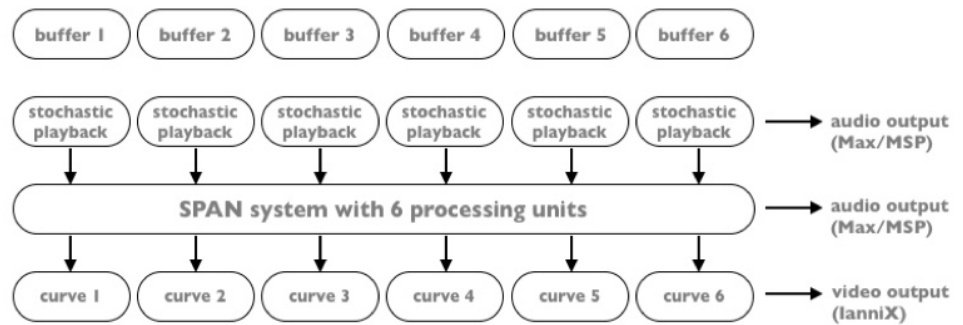 buffer 1 buffer 2 buffer 3 buffer 4 buffer 5 buffer 6
stochastic stochastic stochastic stochastic stochastic stochastic
playback playback playback playback playback playback
audio output
(Max/MSP)
SPAN system with 6 processing units
audio output
(Max/MSP)
curve 1 curve 2 curve 3 curve 4 curve 5 curve 6
video output
(IanniX)